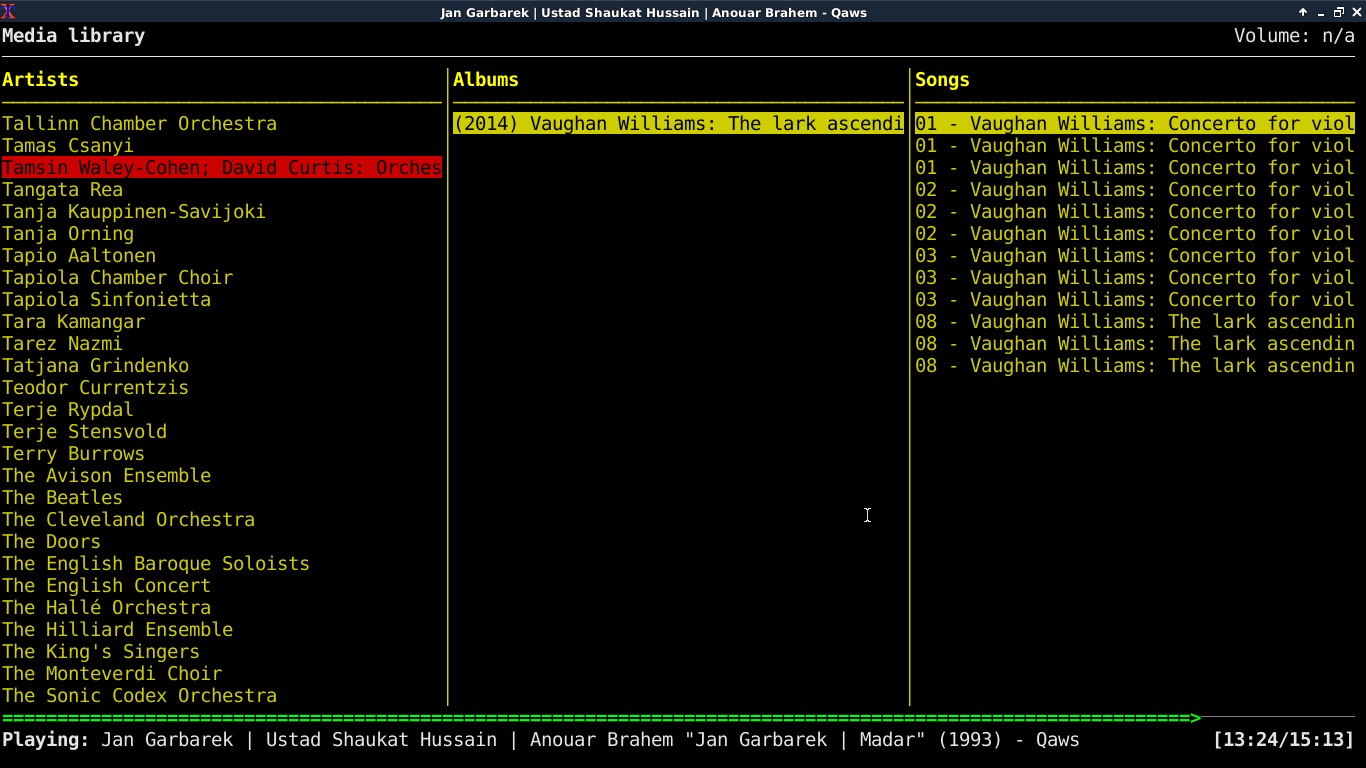 Jan Garbarek | Ustad Shaukat Hussain | Anouar Brahem - Qaws
Media library
Volume: n/a
Artists
Tallinn Chamber Orchestra
Tamas Csanyi
Tamsin Waley-Cohen; David Curtis: Orches
Tangata Rea
Tanja Kauppinen-Savijoki
Tanja Orning
Tapio Aaltonen
Tapiola Chamber Choir
Tapiola Sinfonietta
Tara Kamangar
Tarez Nazmi
Tatjana Grindenko
Teodor Currentzis
Terje Rypdal
Terje Stensvold
Terry Burrows
The Avison Ensemble
The Beatles
The Cleveland Orchestra
The Doors
The English Baroque Soloists
The English Concert
The Hallé Orchestra
The Hilliard Ensemble
The King's Singers
The Monteverdi Choir
The Sonic Codex Orchestra
Albums
(2014) Vaughan Williams: The lark ascendi
Songs
01 - Vaughan Williams: Concerto for viol
01 - Vaughan Williams: Concerto for viol
01 - Vaughan Williams: Concerto for viol
02 - Vaughan Williams: Concerto for viol
02 - Vaughan Williams: Concerto for viol
02 - Vaughan Williams: Concerto for viol
03 - Vaughan Williams: Concerto for viol
03 - Vaughan Williams: Concerto for viol
03 - Vaughan Williams: Concerto for viol
08 - Vaughan Williams: The lark ascendin
08 - Vaughan Williams: The lark ascendin
08 - Vaughan Williams: The lark ascendin
Playing: Jan Garbarek | Ustad Shaukat Hussain | Anouar Brahem "Jan Garbarek | Madar" (1993) - Qaws
[13:24/15:13]